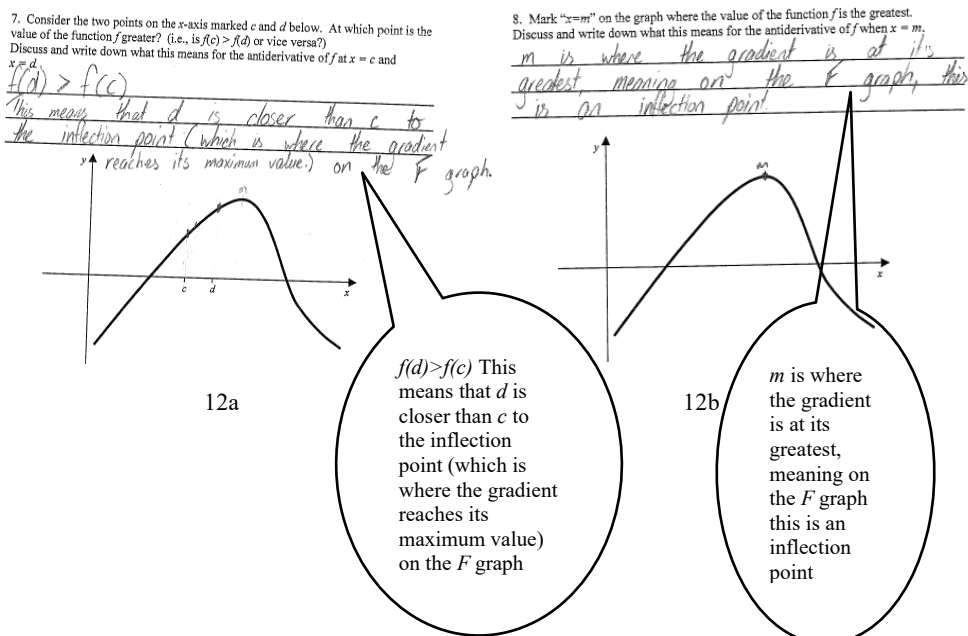 7. Consider the two points on the x-axis marked c and d below. At which point is the
value of the function f greater? (i.e., is f(c) > f(d) or vice versa?)
Discuss and write down what this means for the antiderivative of f at x = c and
x = d.
f(d) > f(c)
This means that d is closer than c to
the inflection point (which is where the gradient
reaches its maximum value.) on the F graph.
y
m
c
d
x
12a
f(d)>f(c) This
means that d is
closer than c to
the inflection
point (which is
where the gradient
reaches its
maximum value)
on the F graph
8. Mark "x=m" on the graph where the value of the function f is the greatest.
Discuss and write down what this means for the antiderivative of f when x = m.
m is where the gradient is at it's
greatest, meaning on the F graph, this
is an inflection point.
y
m
x
12b
m is where
the gradient
is at its
greatest,
meaning on
the F graph
this is an
inflection
point